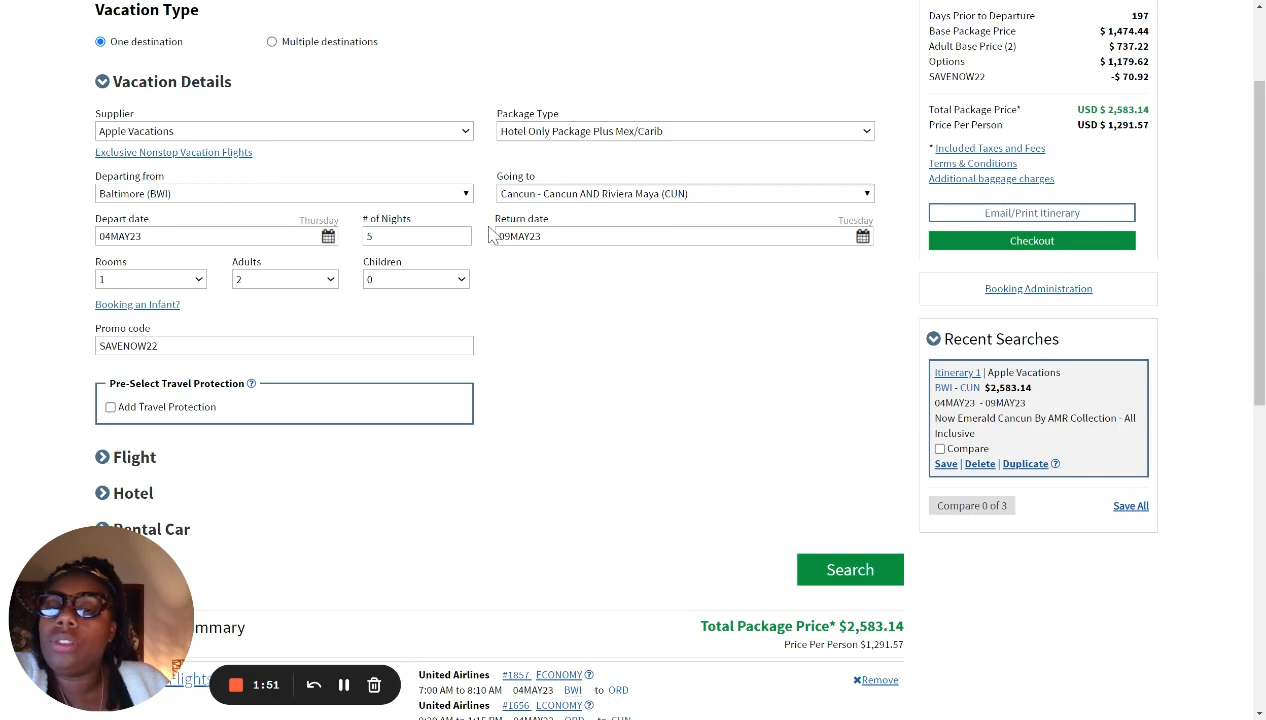 Vacation Type
One destination
Multiple destinations
Vacation Details
Supplier
Package Type
Apple Vacations
Hotel Only Package Plus Mex/Carib
Exclusive Nonstop Vacation Flights
Departing from
Going to
Baltimore (BWI)
Cancun - Cancun AND Riviera Maya (CUN)
Depart date
Thursday
# of Nights
Return date
Tuesday
04MAY23
5
09MAY23
Rooms
Adults
Children
1
2
0
Booking an Infant?
Promo code
SAVENOW22
Pre-Select Travel Protection ?
Add Travel Protection
Flight
Hotel
Rental Car
Search
mmary
Total Package Price* $2,583.14
Price Per Person $1,291.57
lights
United Airlines #1857 ECONOMY ?
Remove
7:00 AM to 8:10 AM 04MAY23 BWI to ORD
United Airlines #1656 ECONOMY ?
1:51
Days Prior to Departure 197
Base Package Price $ 1,474.44
Adult Base Price (2) $ 737.22
Options $ 1,179.62
SAVENOW22 -$ 70.92
Total Package Price* USD $ 2,583.14
Price Per Person USD $ 1,291.57
* Included Taxes and Fees
Terms & Conditions
Additional baggage charges
Email/Print Itinerary
Checkout
Booking Administration
Recent Searches
Itinerary 1 | Apple Vacations
BWI - CUN $2,583.14
04MAY23 - 09MAY23
Now Emerald Cancun By AMR Collection - All
Inclusive
Compare
Save | Delete | Duplicate ?
Compare 0 of 3
Save All